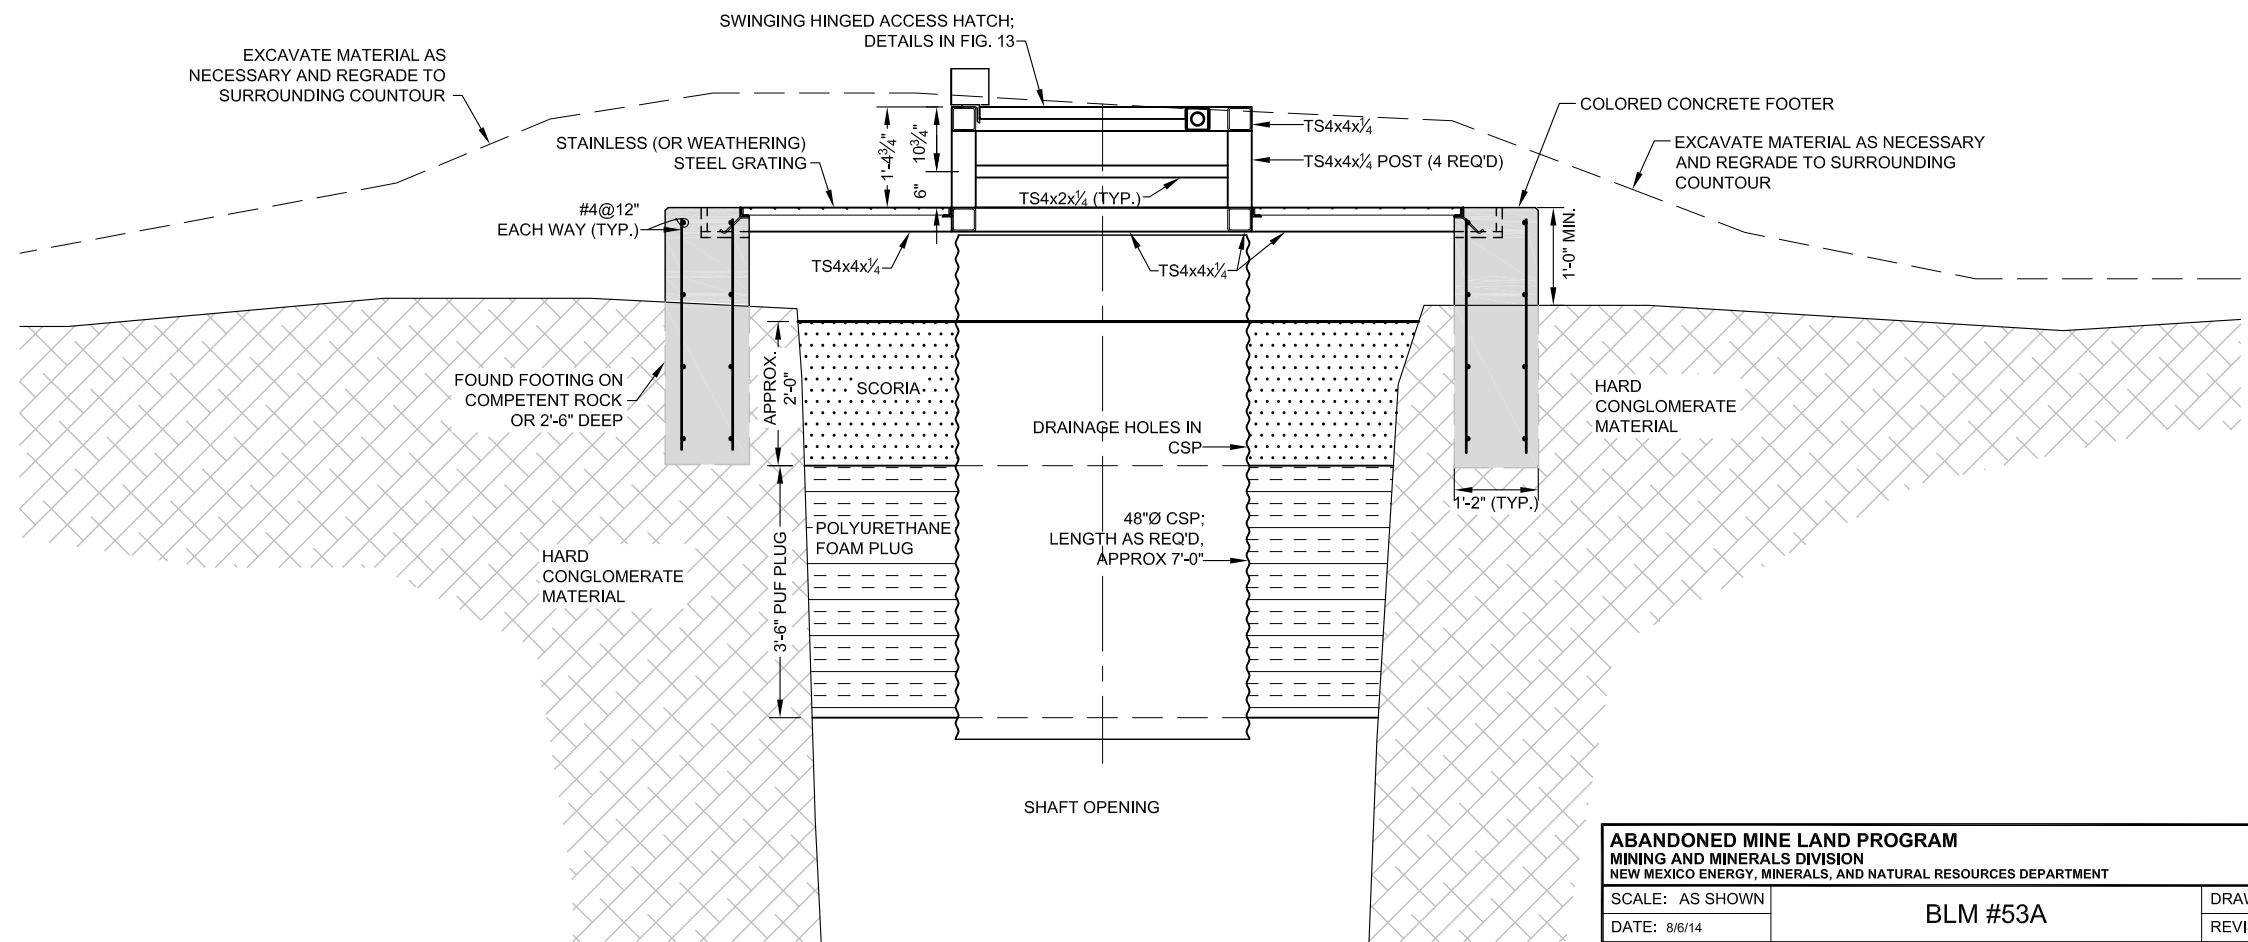 SWINGING HINGED ACCESS HATCH;
DETAILS IN FIG. 13
EXCAVATE MATERIAL AS
NECESSARY AND REGRADE TO
SURROUNDING COUNTOUR
COLORED CONCRETE FOOTER
STAINLESS (OR WEATHERING)
STEEL GRATING
1'-4¾"
10¾"
6"
TS4x4x¼
TS4x4x¼ POST (4 REQ'D)
TS4x2x¼ (TYP.)
EXCAVATE MATERIAL AS NECESSARY
AND REGRADE TO SURROUNDING
COUNTOUR
#4@12"
EACH WAY (TYP.)
TS4x4x¼
TS4x4x¼
1'-0" MIN.
FOUND FOOTING ON
COMPETENT ROCK
OR 2'-6" DEEP
APPROX.
2'-0"
SCORIA
DRAINAGE HOLES IN
CSP
HARD
CONGLOMERATE
MATERIAL
1'-2" (TYP.)
POLYURETHANE
FOAM PLUG
48"Ø CSP;
LENGTH AS REQ'D,
APPROX 7'-0"
HARD
CONGLOMERATE
MATERIAL
3'-6" PUF PLUG
SHAFT OPENING
ABANDONED MINE LAND PROGRAM
MINING AND MINERALS DIVISION
NEW MEXICO ENERGY, MINERALS, AND NATURAL RESOURCES DEPARTMENT
SCALE: AS SHOWN
BLM #53A
DRAW
DATE: 8/6/14
REVI